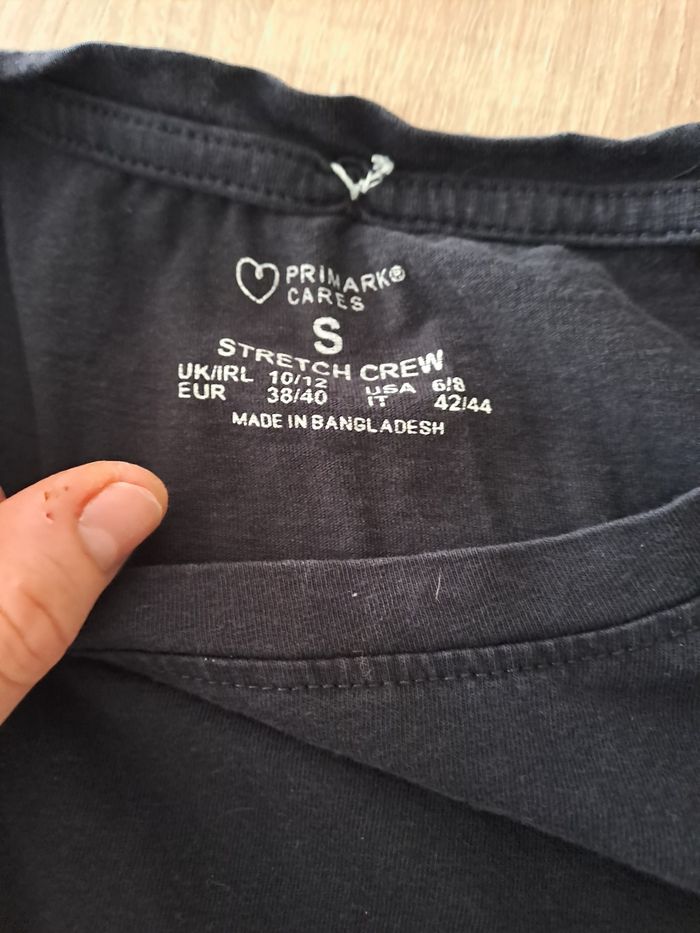 PRIMARK®
CARES
S
STRETCH CREW
UK/IRL 10/12 USA 6/8
EUR 38/40 IT 42/44
MADE IN BANGLADESH